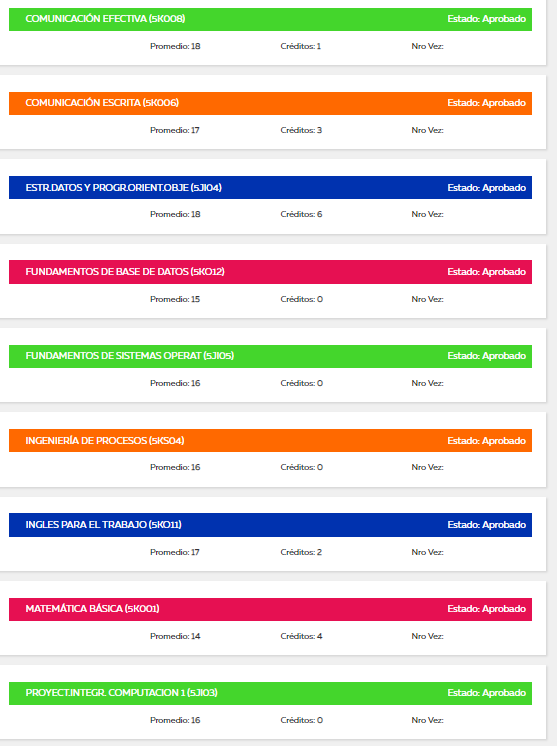 COMUNICACIÓN EFECTIVA (5K008) Estado: Aprobado
Promedio: 18 Créditos: 1 Nro Vez:
COMUNICACIÓN ESCRITA (5K006) Estado: Aprobado
Promedio: 17 Créditos: 3 Nro Vez:
ESTR.DATOS Y PROGR.ORIENT.OBJE (5JI04) Estado: Aprobado
Promedio: 18 Créditos: 6 Nro Vez:
FUNDAMENTOS DE BASE DE DATOS (5KO12) Estado: Aprobado
Promedio: 15 Créditos: 0 Nro Vez:
FUNDAMENTOS DE SISTEMAS OPERAT (5JI05) Estado: Aprobado
Promedio: 16 Créditos: 0 Nro Vez:
INGENIERÍA DE PROCESOS (5KS04) Estado: Aprobado
Promedio: 16 Créditos: 0 Nro Vez:
INGLES PARA EL TRABAJO (5KO11) Estado: Aprobado
Promedio: 17 Créditos: 2 Nro Vez:
MATEMÁTICA BÁSICA (5K001) Estado: Aprobado
Promedio: 14 Créditos: 4 Nro Vez:
PROYECT.INTEGR. COMPUTACION 1 (5JI03) Estado: Aprobado
Promedio: 16 Créditos: 0 Nro Vez: